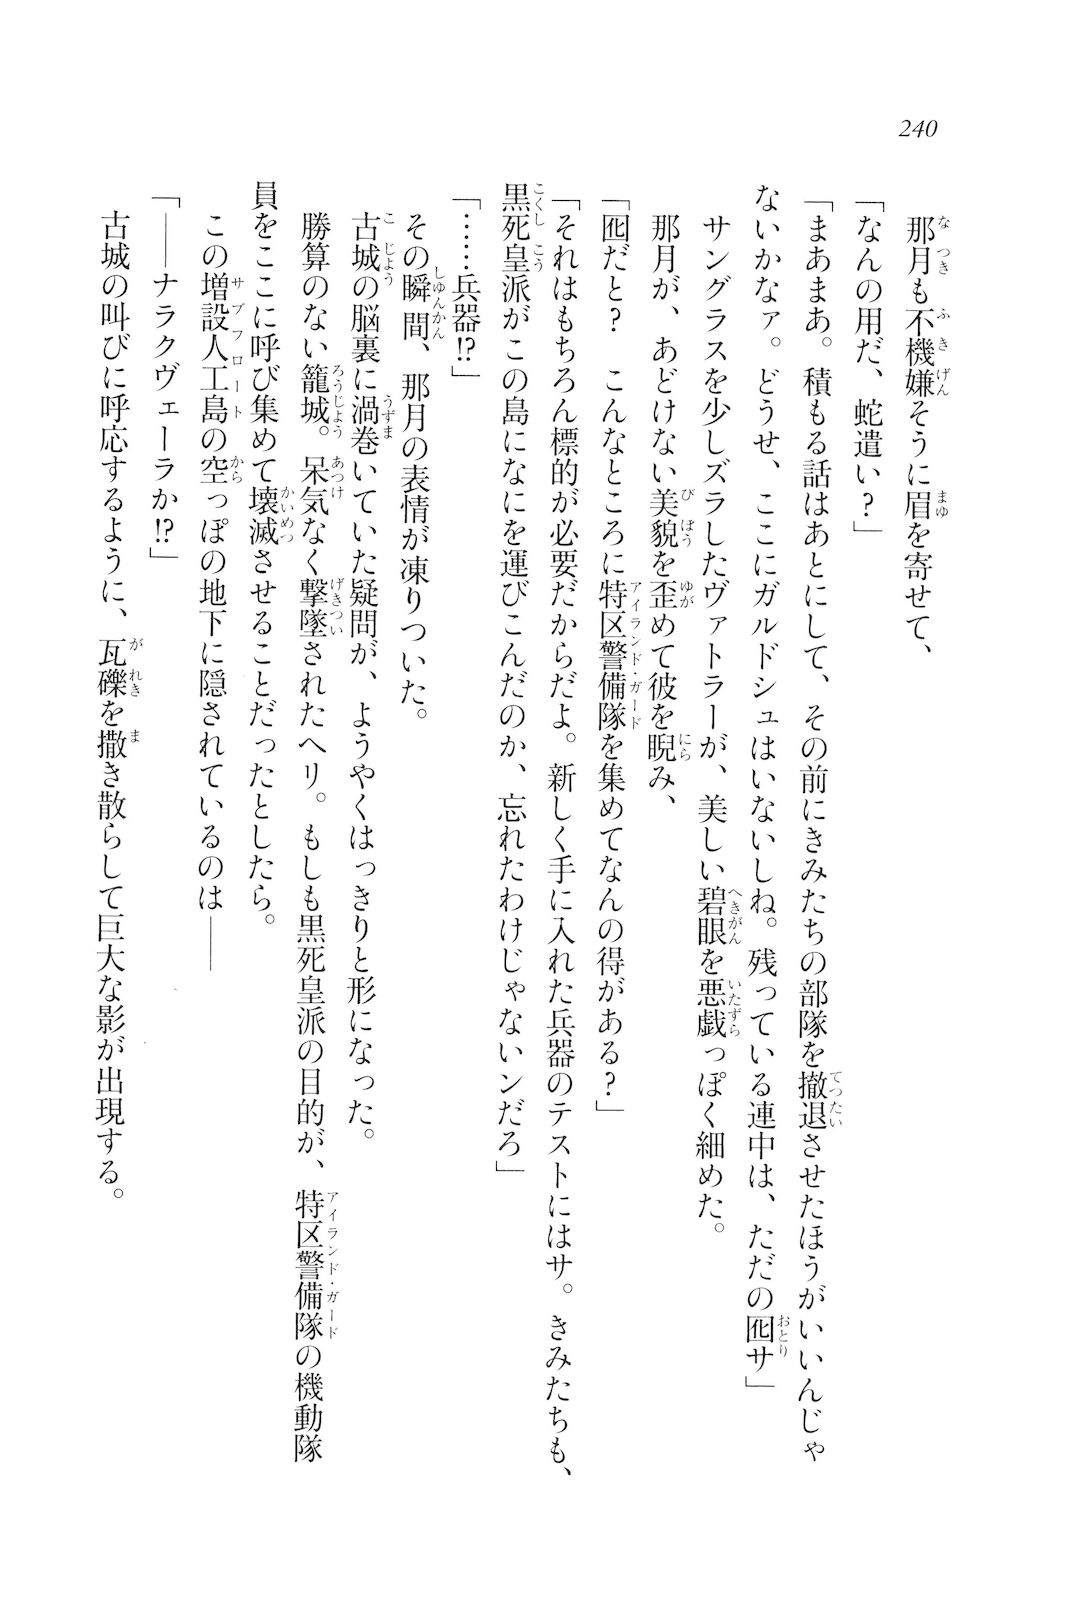 240
那月も不機嫌そうに眉を寄せて、
「なんの用だ、蛇遣い？」
「まあまあ。積もる話はあとにして、その前にきみたちの部隊を撤退させたほうがいいんじゃ
ないかなァ。どうせ、ここにガルドシュはいないしね。残っている連中は、ただの囮サ」
サングラスを少しズラしたヴァトラーが、美しい碧眼を悪戯っぽく細めた。
那月が、あどけない美貌を歪めて彼を睨み、
「囮だと？　こんなところに特区警備隊を集めてなんの得がある？」
「それはもちろん標的が必要だからだよ。新しく手に入れた兵器のテストにはサ。きみたちも、
黒死皇派がこの島になにを運びこんだのか、忘れたわけじゃないンだろ」
「……兵器!?」
その瞬間、那月の表情が凍りついた。
古城の脳裏に渦巻いていた疑問が、ようやくはっきりと形になった。
勝算のない籠城。呆気なく撃墜されたヘリ。もしも黒死皇派の目的が、特区警備隊の機動隊
員をここに呼び集めて壊滅させることだったとしたら。
この増設人工島の空っぽの地下に隠されているのは――
「――ナラクヴェーラか!?」
古城の叫びに呼応するように、瓦礫を撒き散らして巨大な影が出現する。